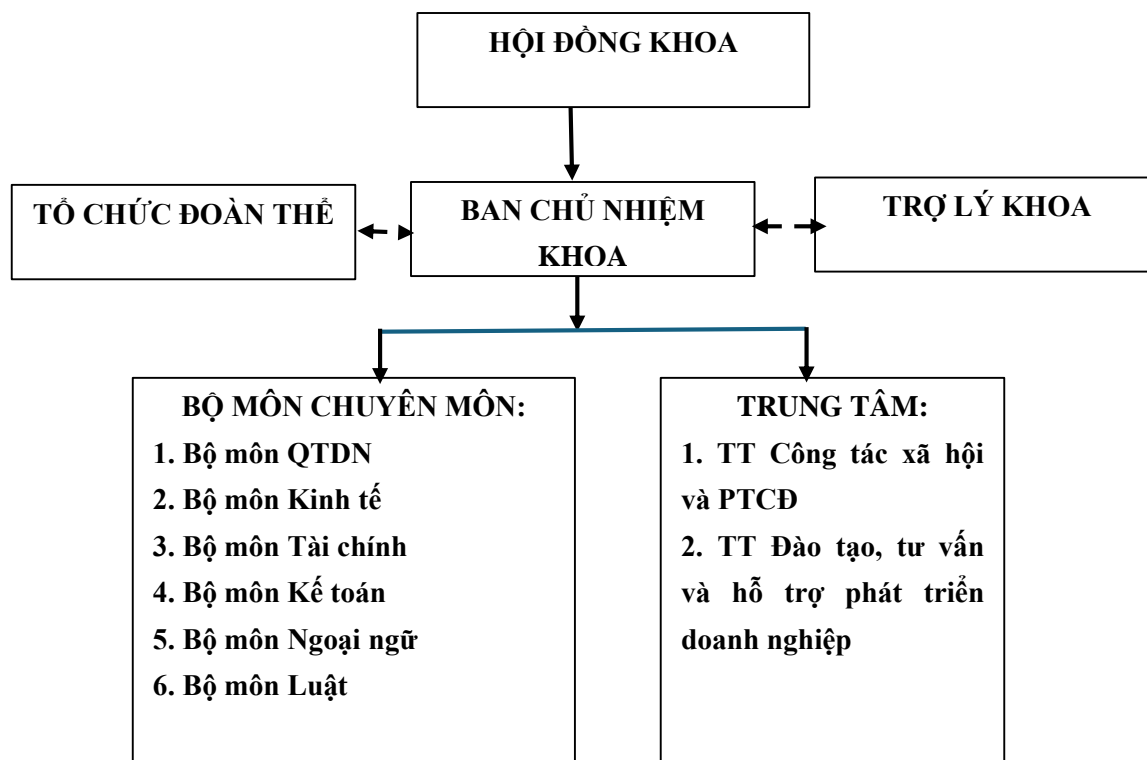 HỘI ĐỒNG KHOA
TỔ CHỨC ĐOÀN THỂ
BAN CHỦ NHIỆM
KHOA
TRỢ LÝ KHOA
BỘ MÔN CHUYÊN MÔN:
1. Bộ môn QTDN
2. Bộ môn Kinh tế
3. Bộ môn Tài chính
4. Bộ môn Kế toán
5. Bộ môn Ngoại ngữ
6. Bộ môn Luật
TRUNG TÂM:
1. TT Công tác xã hội
và PTCĐ
2. TT Đào tạo, tư vấn
và hỗ trợ phát triển
doanh nghiệp